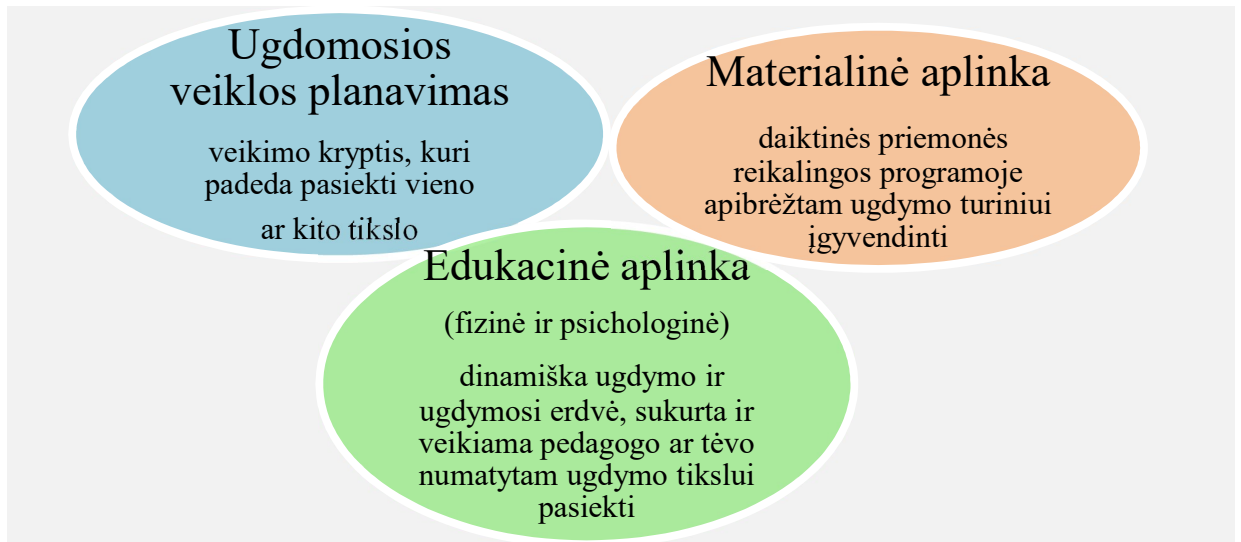 Ugdomosios
veiklos planavimas
veikimo kryptis, kuri
padeda pasiekti vieno
ar kito tikslo
Materialinė aplinka
daiktinės priemonės
reikalingos programoje
apibrėžtam ugdymo turiniui
įgyvendinti
Edukacinė aplinka
(fizinė ir psichologinė)
dinamiška ugdymo ir
ugdymosi erdvė, sukurta ir
veikiama pedagogo ar tėvo
numatytam ugdymo tikslui
pasiekti